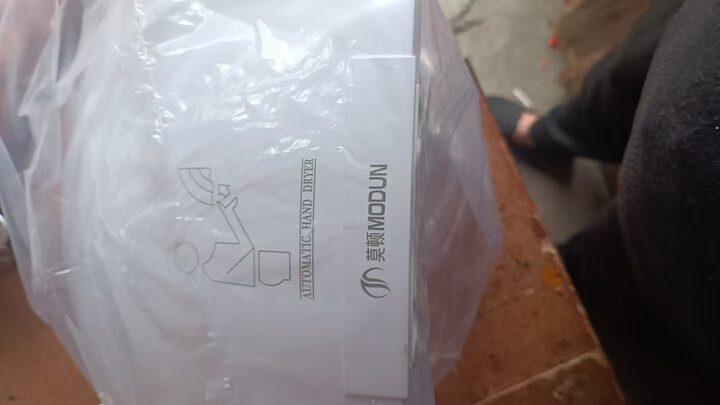 AUTOMATIC HAND DRYER
莫顿MODUN